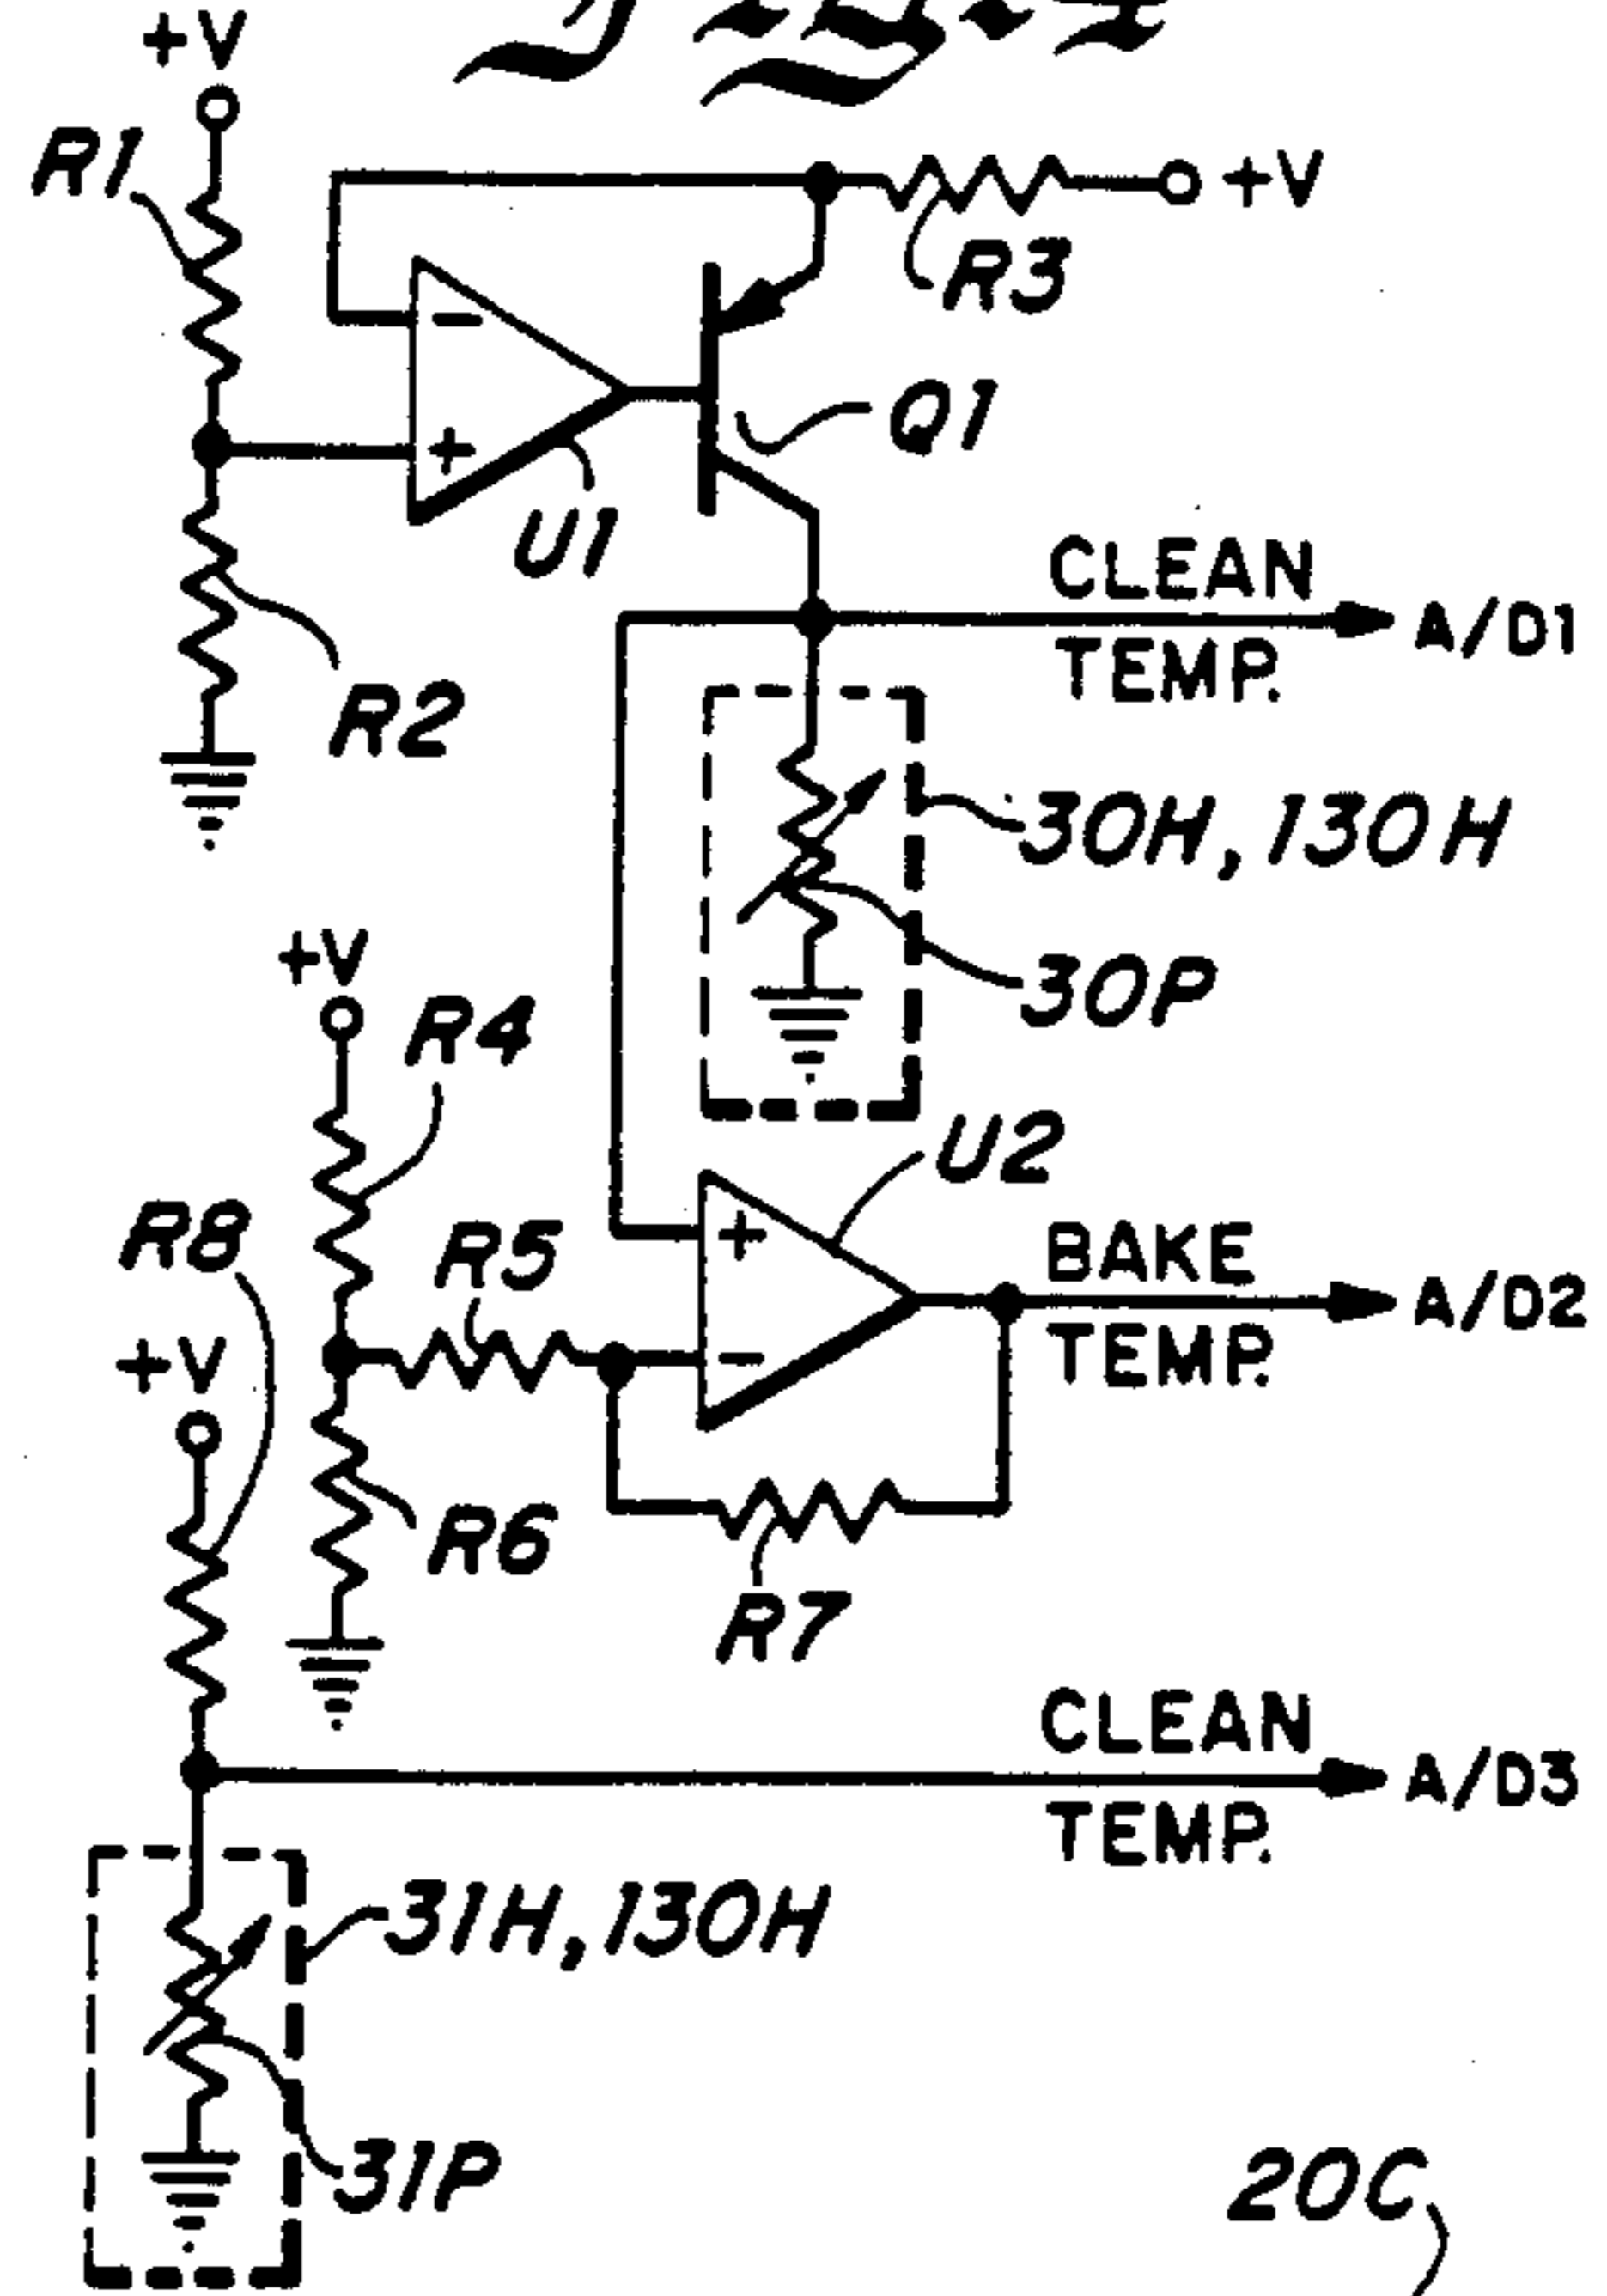 +V
R1
+V
R3
-
+
Q1
U1
CLEAN
TEMP.
A/D1
R2
30H, 130H
30P
+V
R4
U2
R8
R5
+
-
BAKE
TEMP.
A/D2
+V
R6
R7
CLEAN
TEMP.
A/D3
31H, 130H
31P
20C